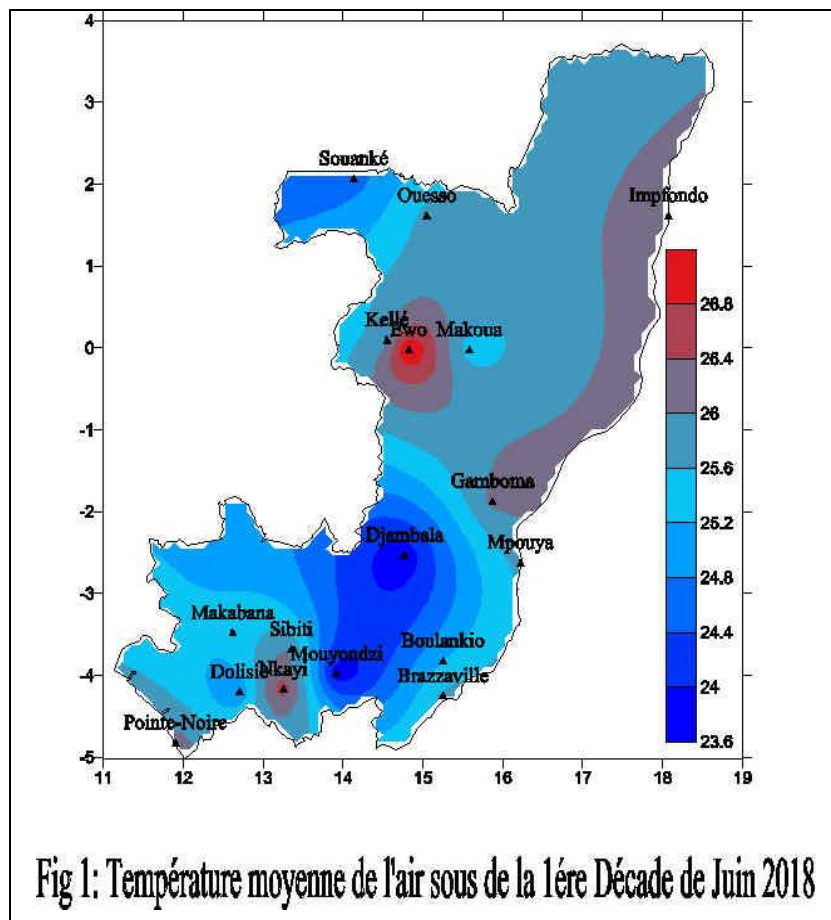 4
3
2
1
0
-1
-2
-3
-4
-5
11 12 13 14 15 16 17 18 19
Souanké
Ouesso
Impfondo
Kellé
Ewo
Makoua
Gamboma
Djambala
Mpouya
Makabana
Sibiti
Mouyondzi
Boulankio
Dolisie
Nkayi
Brazzaville
Pointe-Noire
26.8
26.4
26
25.6
25.2
24.8
24.4
24
23.6
Fig 1: Température moyenne de l'air sous de la 1ére Décade de Juin 2018